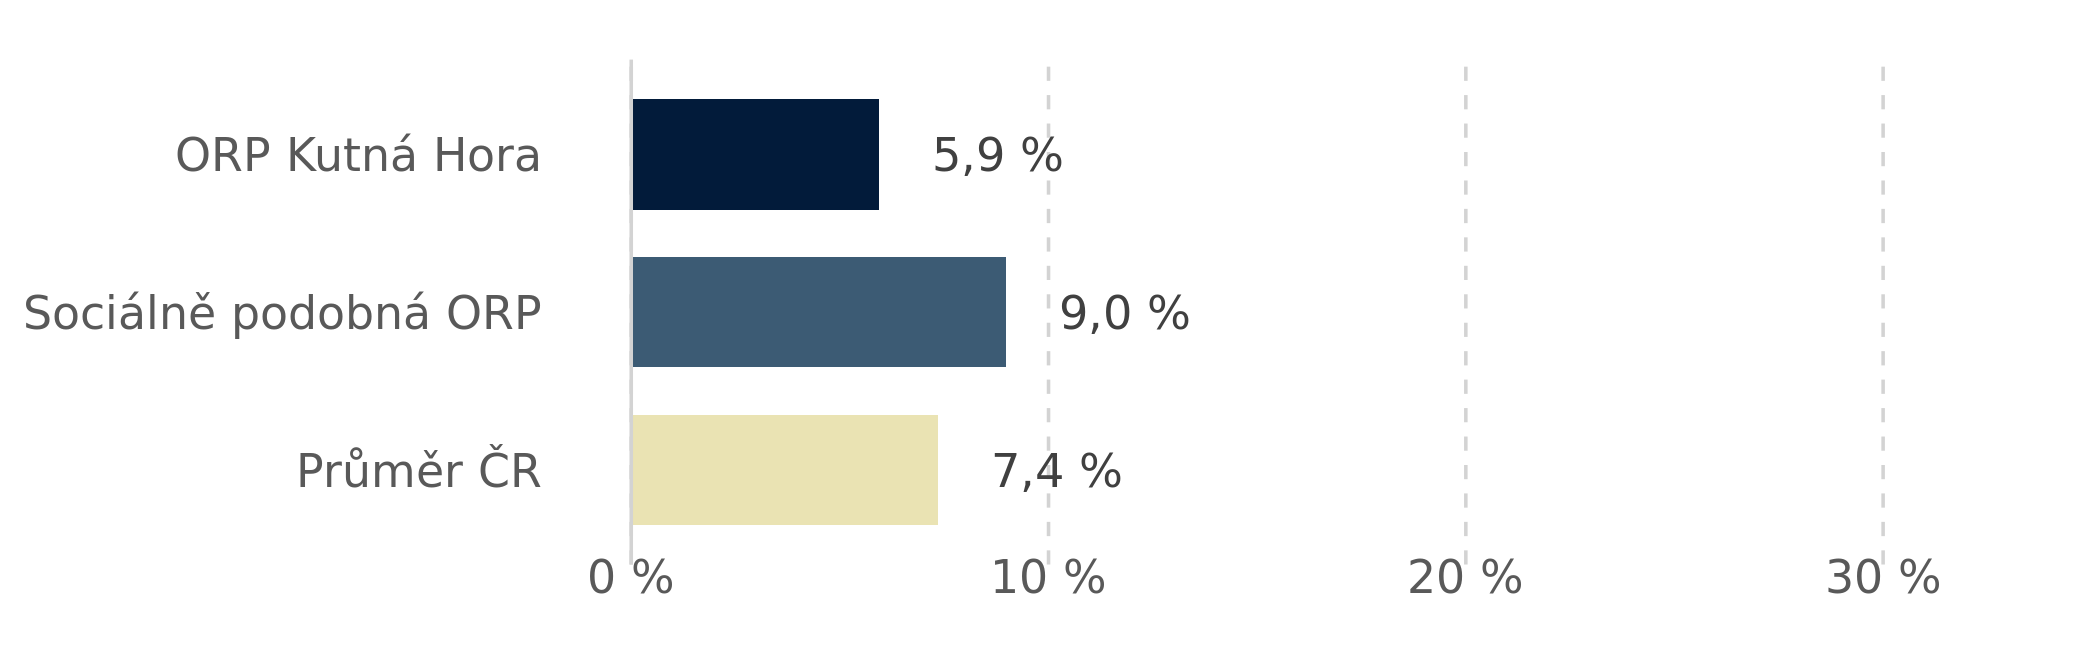 ORP Kutná Hora 5,9 %
Sociálně podobná ORP 9,0 %
Průměr ČR 7,4 %
0 % 10 % 20 % 30 %